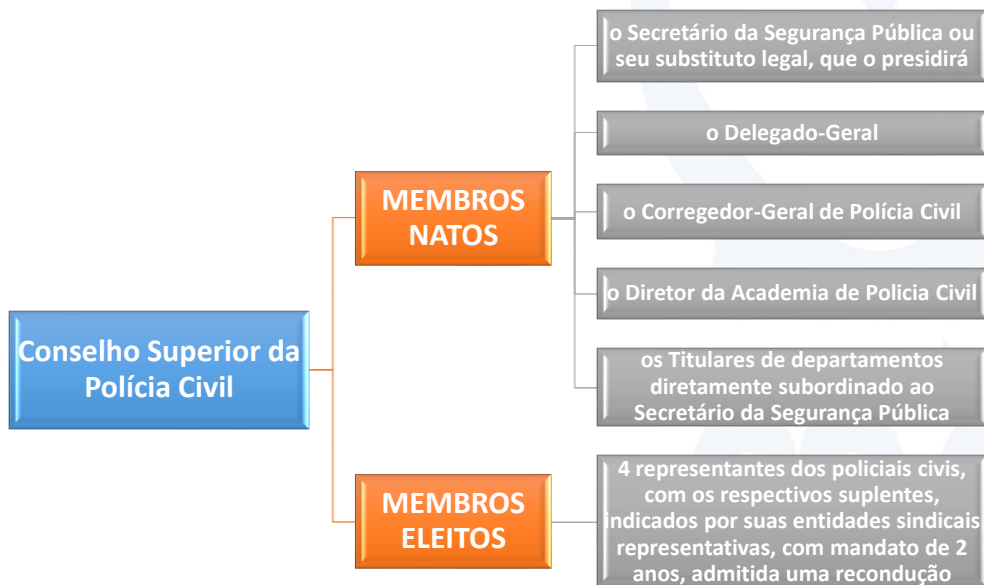 o Secretário da Segurança Pública ou
seu substituto legal, que o presidirá
o Delegado-Geral
MEMBROS
NATOS
o Corregedor-Geral de Polícia Civil
o Diretor da Academia de Policia Civil
Conselho Superior da
Polícia Civil
os Titulares de departamentos
diretamente subordinado ao
Secretário da Segurança Pública
MEMBROS
ELEITOS
4 representantes dos policiais civis,
com os respectivos suplentes,
indicados por suas entidades sindicais
representativas, com mandato de 2
anos, admitida uma recondução